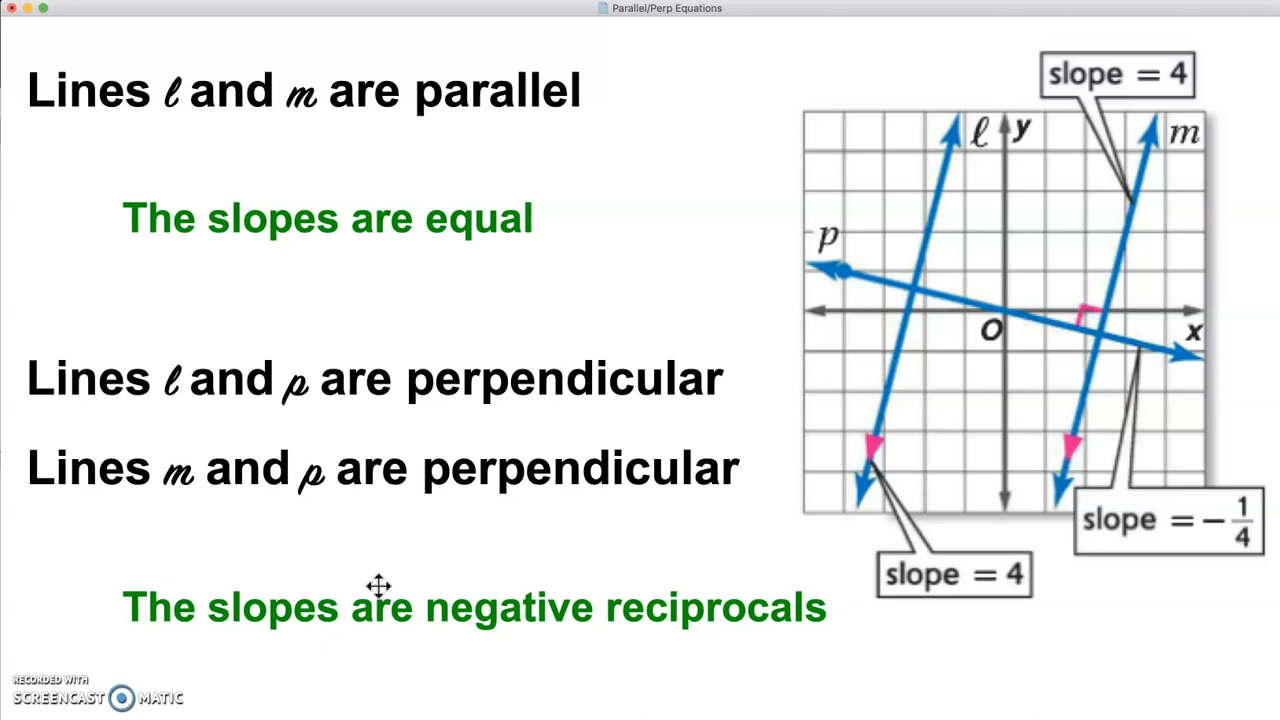 Parallel/Perp Equations
Lines ℓ and m are parallel
The slopes are equal
Lines ℓ and p are perpendicular
Lines m and p are perpendicular
The slopes are negative reciprocals
slope = 4
ℓ y m
p
O x
slope = -1/4
slope = 4
RECORDED WITH
SCREENCAST MATIC